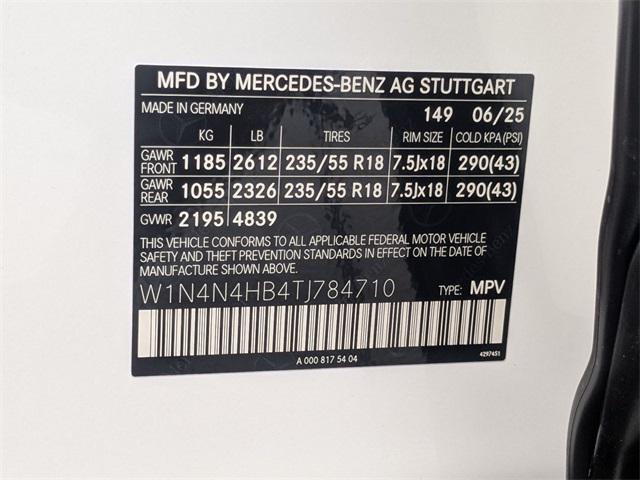 MFD BY MERCEDES-BENZ AG STUTTGART
MADE IN GERMANY 149 06/25
KG LB TIRES RIM SIZE COLD KPA (PSI)
GAWR FRONT 1185 2612 235/55 R18 7.5Jx18 290(43)
GAWR REAR 1055 2326 235/55 R18 7.5Jx18 290(43)
GVWR 2195 4839
THIS VEHICLE CONFORMS TO ALL APPLICABLE FEDERAL MOTOR VEHICLE
SAFETY AND THEFT PREVENTION STANDARDS IN EFFECT ON THE DATE OF
MANUFACTURE SHOWN ABOVE.
W1N4N4HB4TJ784710 TYPE: MPV
A 000 817 54 04 4297451